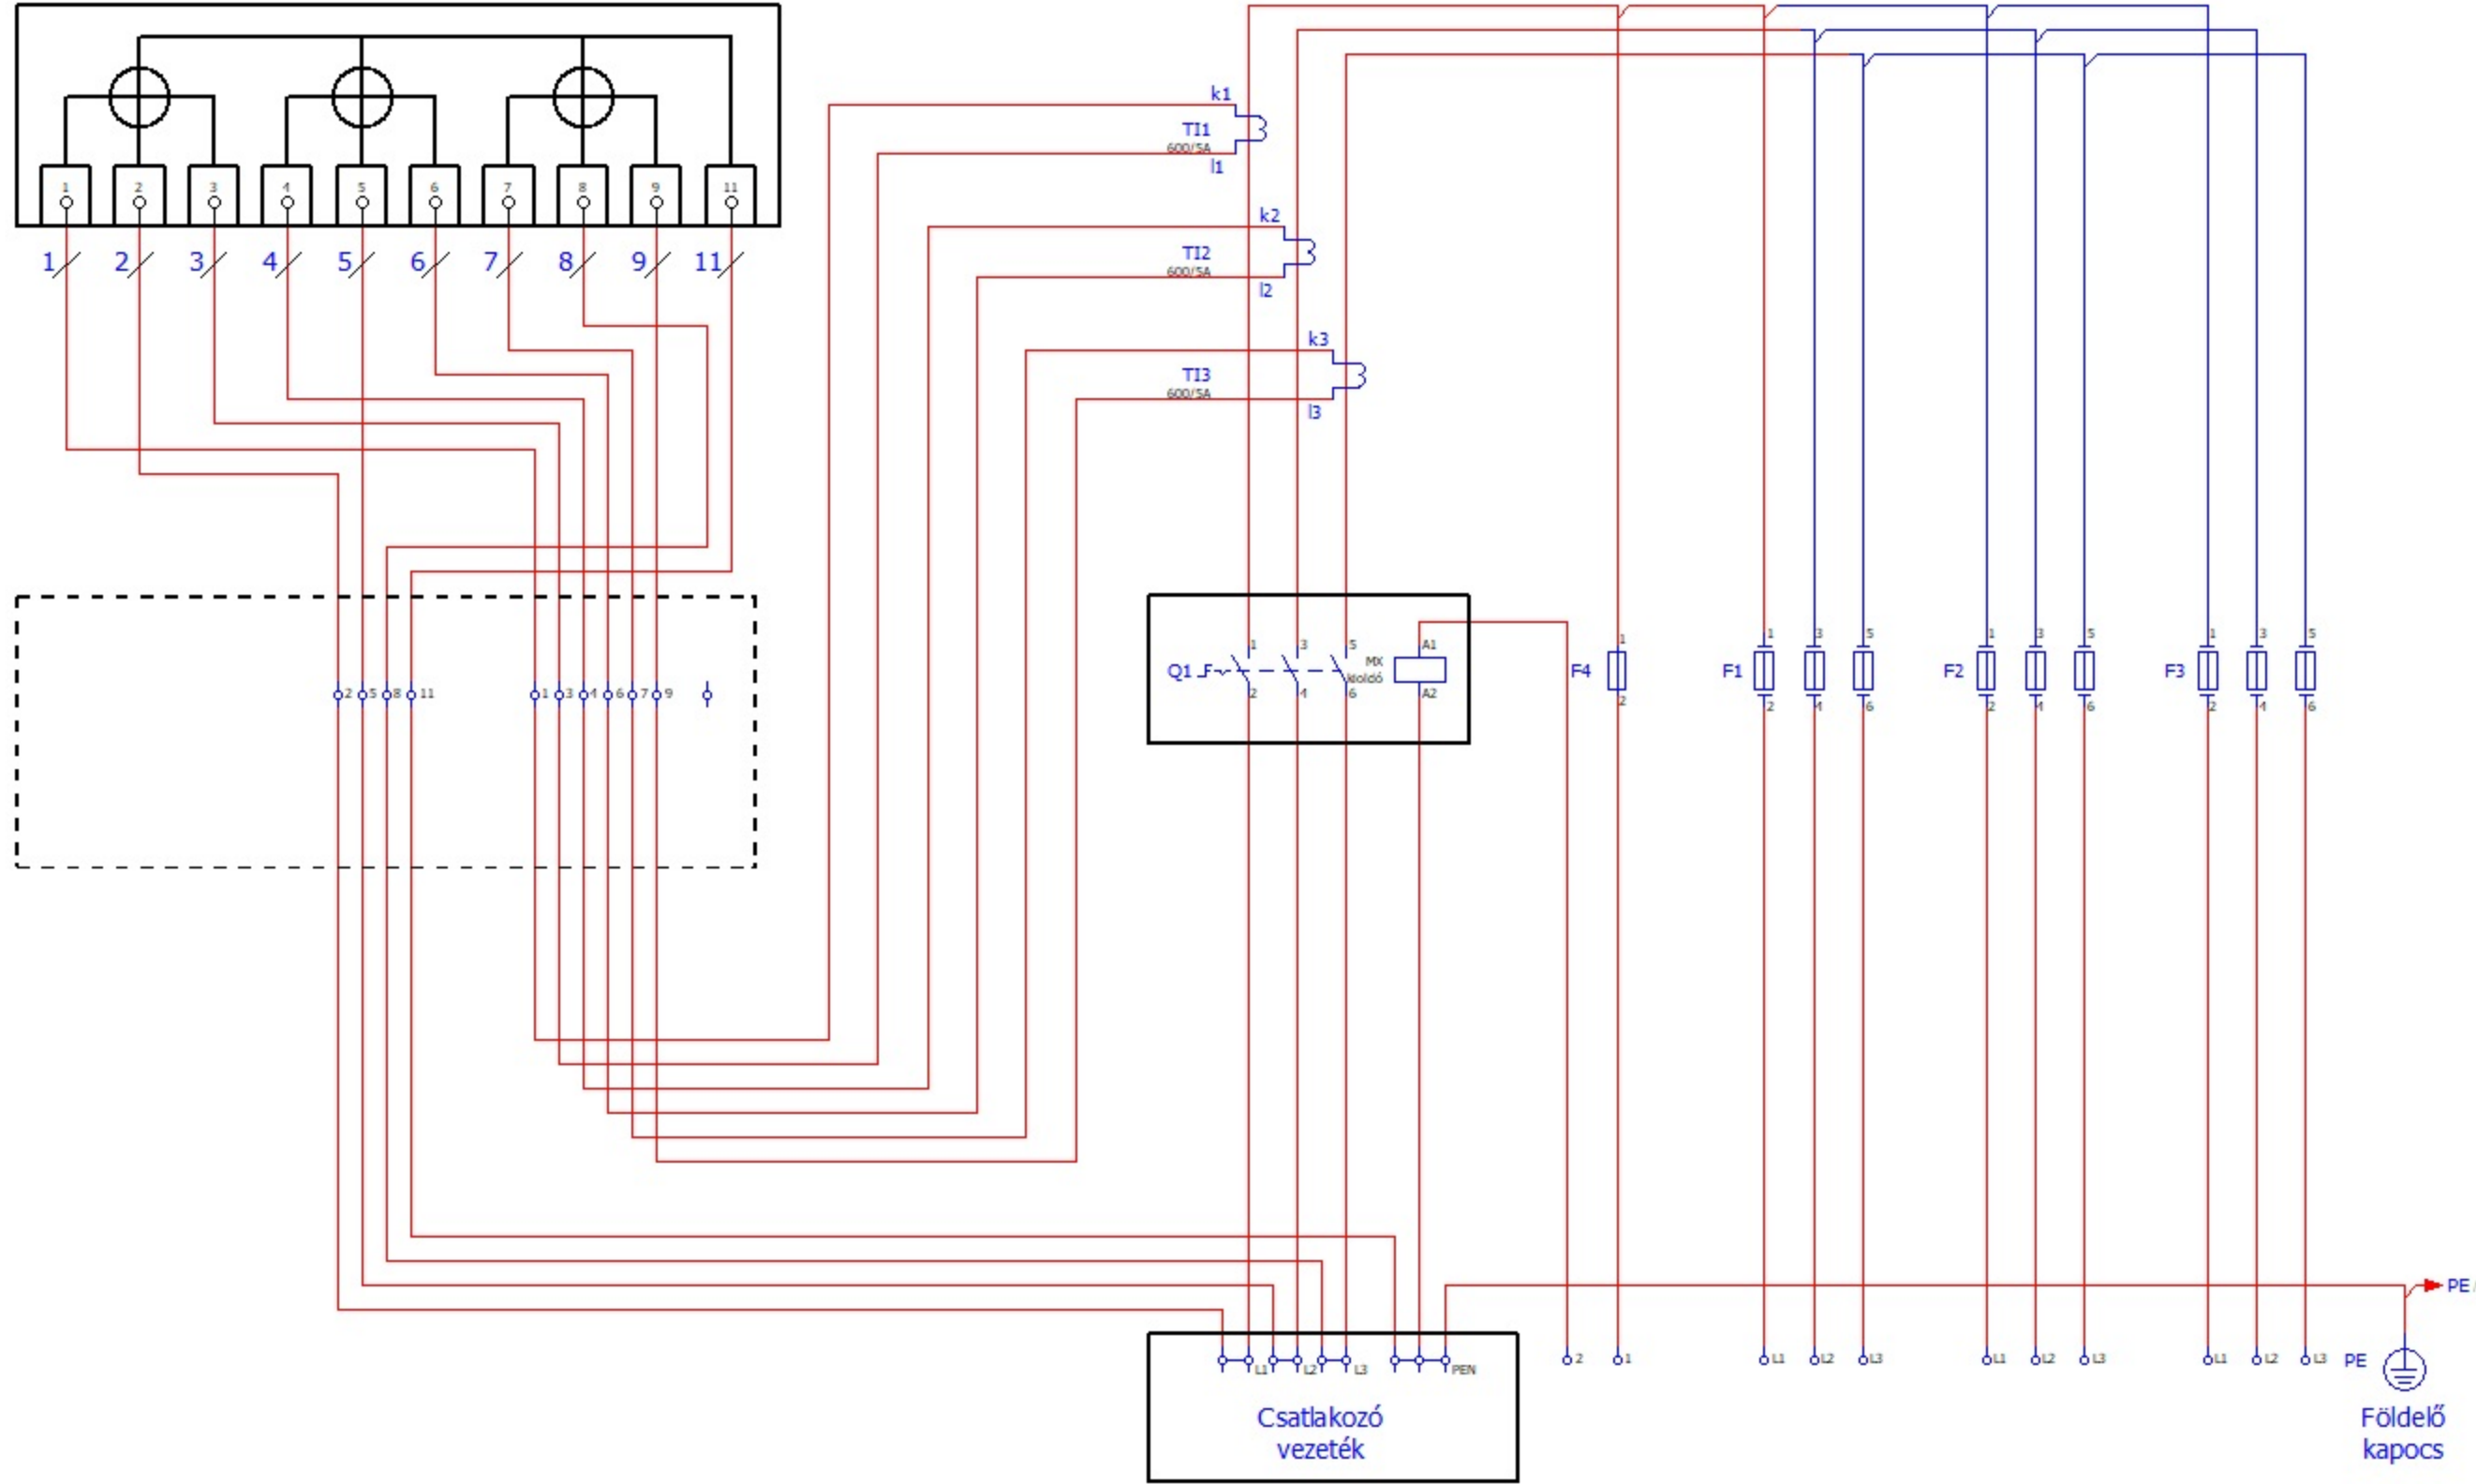 1 2 3 4 5 6 7 8 9 11
1 2 3 4 5 6 7 8 9 11
k1
TI1
600/5A
l1
k2
TI2
600/5A
l2
k3
TI3
600/5A
l3
2 5 8 11 1 3 4 6 7 9
1 3 5 A1 1 1 3 5 1 3 5 1 3 5
Q1 MX F4 F1 F2 F3
kioldó
2 4 6 A2 2 2 4 6 2 4 6 2 4 6
PE
L1 L2 L3 PEN 2 1 L1 L2 L3 L1 L2 L3 L1 L2 L3 PE
Csatlakozó
vezeték
Földelő
kapocs